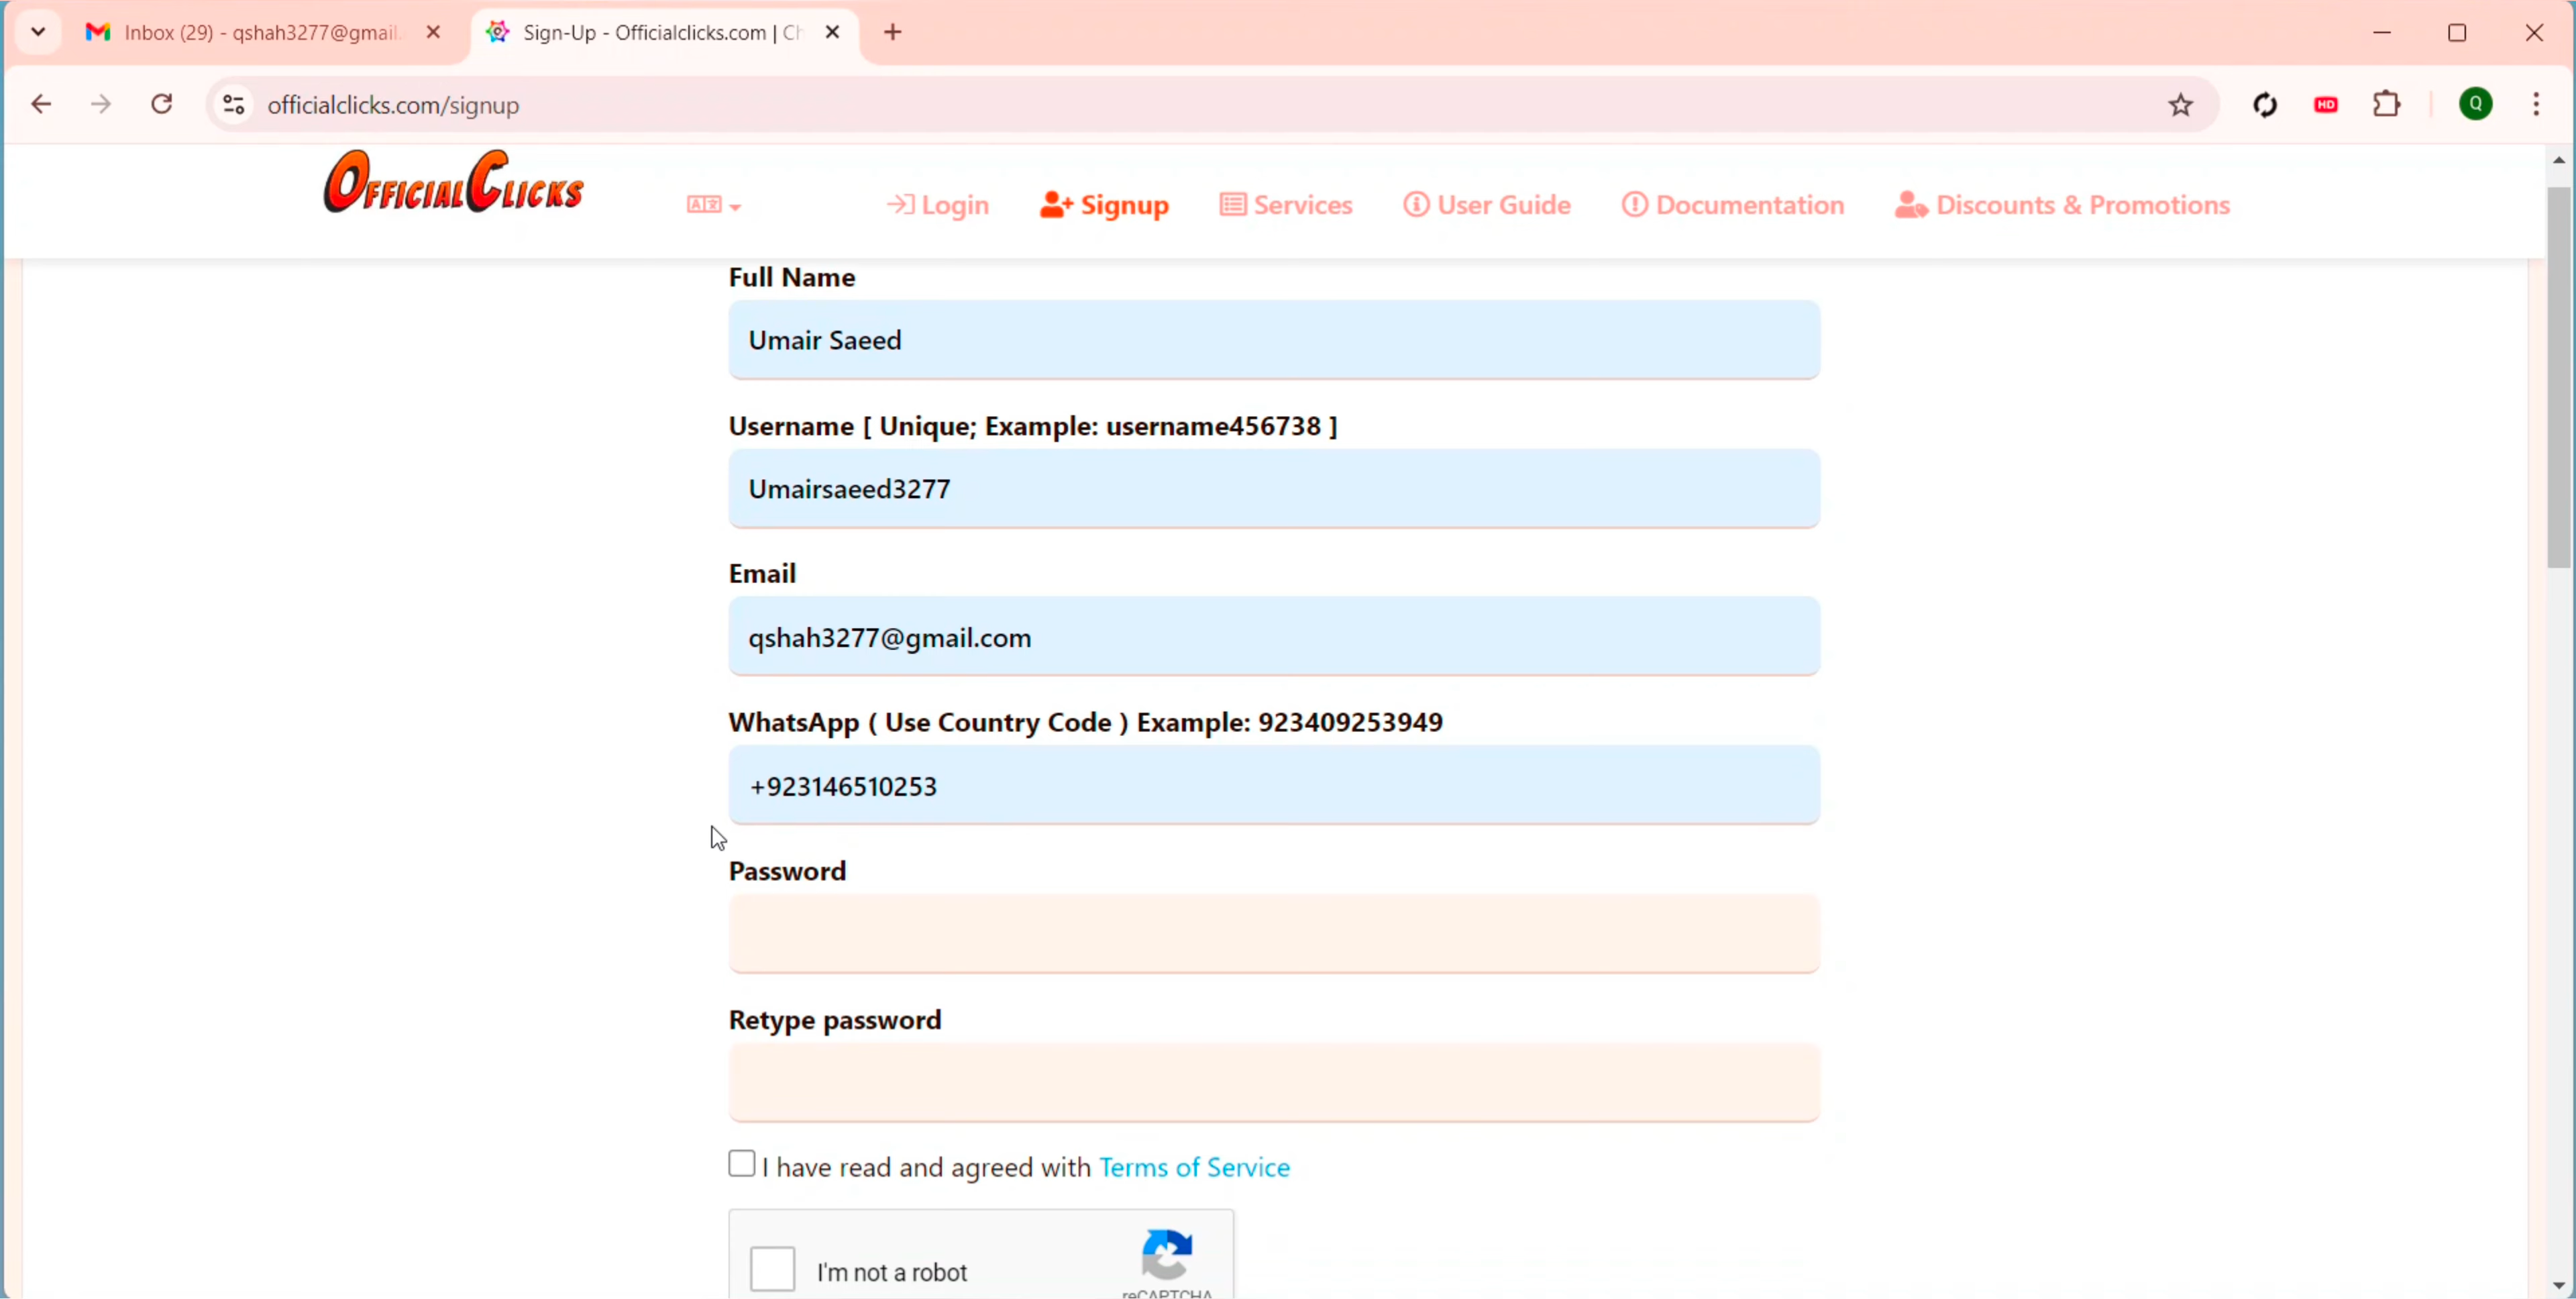 Inbox (29) - qshah3277@gmail.
Sign-Up - Officialclicks.com | Ch
officialclicks.com/signup
HD
Q
OFFICIALCLICKS
Login
Signup
Services
User Guide
Documentation
Discounts & Promotions
Full Name
Umair Saeed
Username [ Unique; Example: username456738 ]
Umairsaeed3277
Email
qshah3277@gmail.com
WhatsApp ( Use Country Code ) Example: 923409253949
+923146510253
Password
Retype password
I have read and agreed with Terms of Service
I'm not a robot
reCAPTCHA